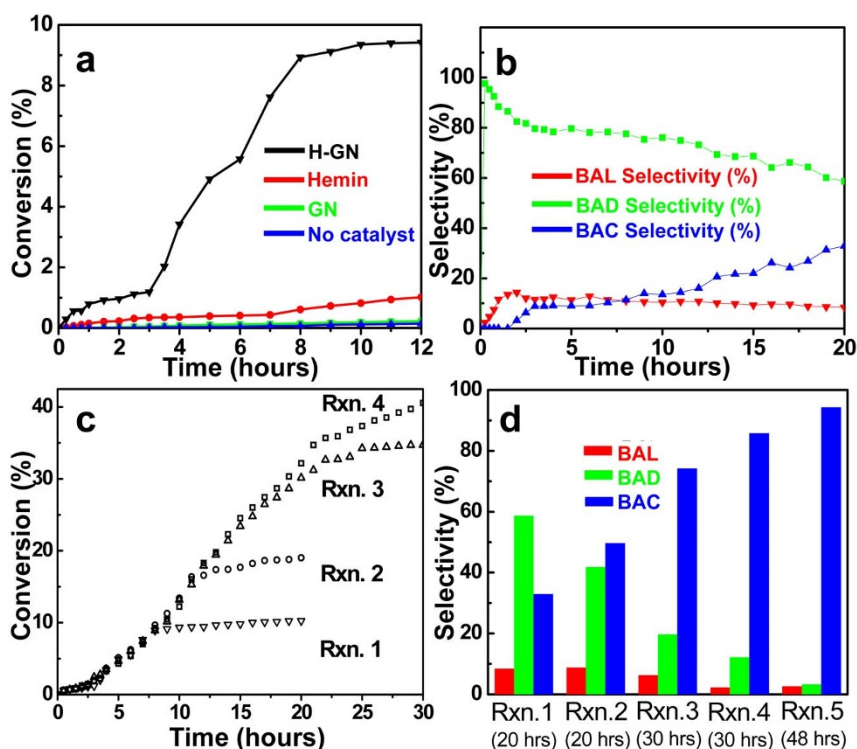 a
Conversion (%)
10
8
6
4
2
0
H-GN
Hemin
GN
No catalyst
0 2 4 6 8 10 12
Time (hours)
b
Selectivity (%)
100
80
60
40
20
0
BAL Selectivity (%)
BAD Selectivity (%)
BAC Selectivity (%)
0 5 10 15 20
Time (hours)
c
Conversion (%)
40
30
20
10
0
Rxn. 4
Rxn. 3
Rxn. 2
Rxn. 1
0 5 10 15 20 25 30
Time (hours)
d
Selectivity (%)
100
80
60
40
20
0
BAL
BAD
BAC
Rxn.1 Rxn.2 Rxn.3 Rxn.4 Rxn.5
(20 hrs) (20 hrs) (30 hrs) (30 hrs) (48 hrs)